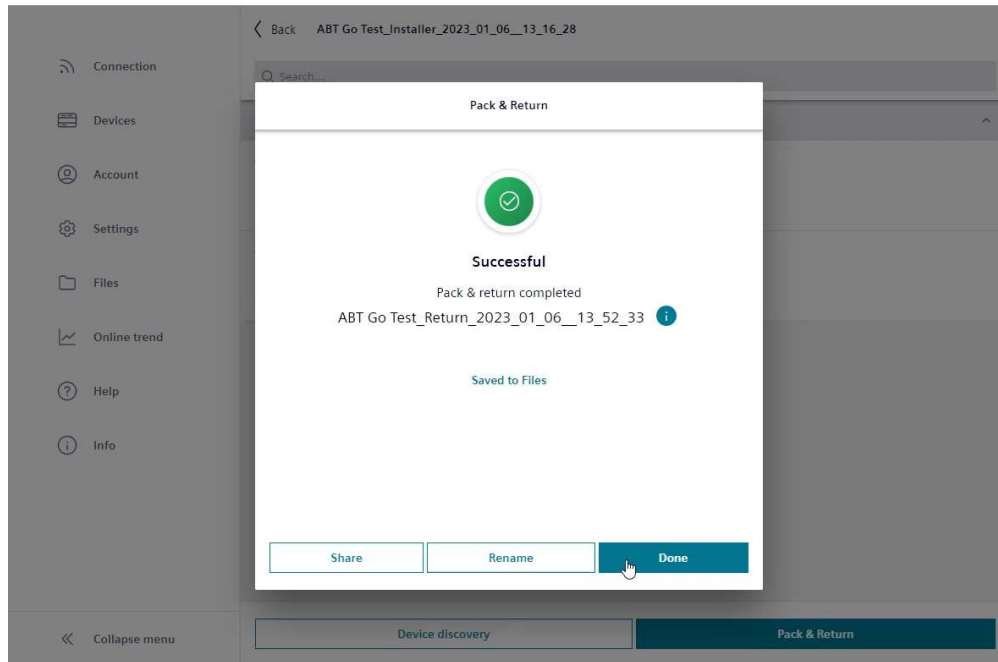 Back ABT Go Test_Installer_2023_01_06__13_16_28
Connection
Search...
Pack & Return
Devices
Account
Settings
Successful
Files
Pack & return completed
ABT Go Test_Return_2023_01_06__13_52_33 i
Online trend
Saved to Files
Help
Info
Share Rename Done
Collapse menu Device discovery Pack & Return